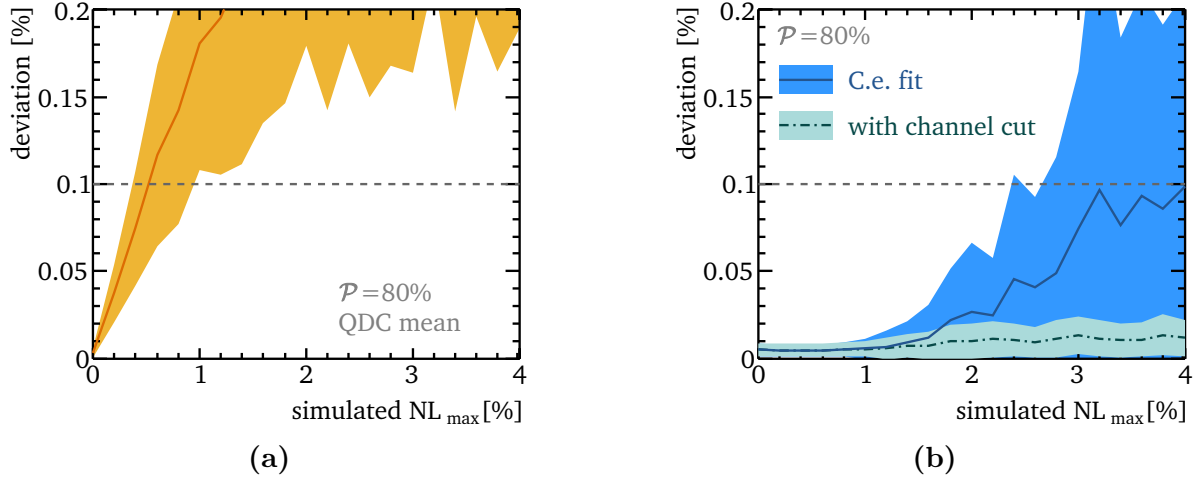 deviation [%]
0.2
0.15
0.1
0.05
0
𝒫=80%
QDC mean
0 1 2 3 4
simulated NL max [%]
(a)
deviation [%]
0.2
0.15
0.1
0.05
0
𝒫=80%
C.e. fit
with channel cut
0 1 2 3 4
simulated NL max [%]
(b)